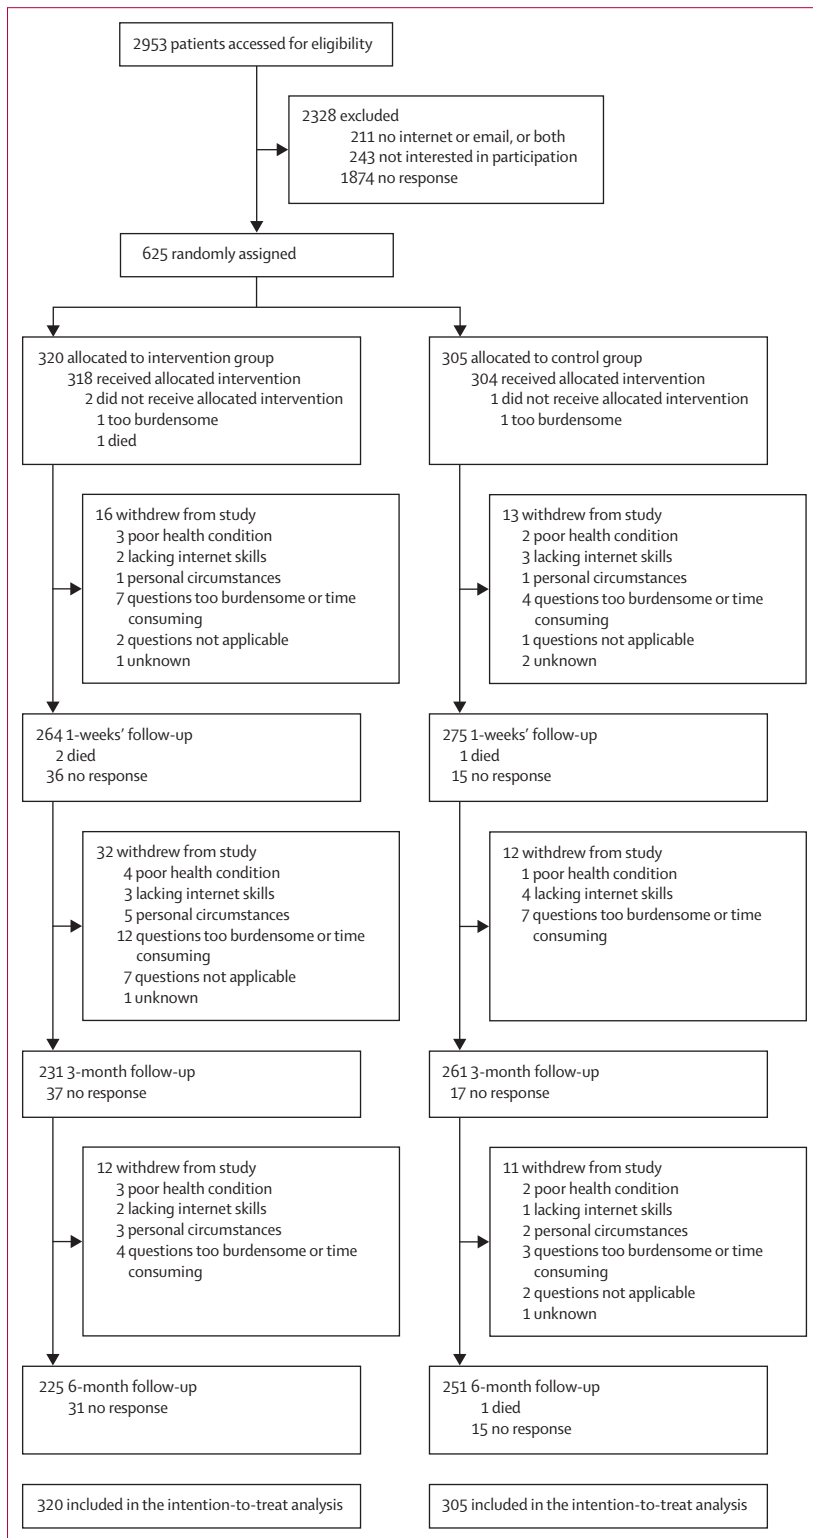 2953 patients accessed for eligibility
2328 excluded
211 no internet or email, or both
243 not interested in participation
1874 no response
625 randomly assigned
320 allocated to intervention group
318 received allocated intervention
2 did not receive allocated intervention
1 too burdensome
1 died
305 allocated to control group
304 received allocated intervention
1 did not receive allocated intervention
1 too burdensome
16 withdrew from study
3 poor health condition
2 lacking internet skills
1 personal circumstances
7 questions too burdensome or time
consuming
2 questions not applicable
1 unknown
13 withdrew from study
2 poor health condition
3 lacking internet skills
1 personal circumstances
4 questions too burdensome or time
consuming
1 questions not applicable
2 unknown
264 1-weeks’ follow-up
2 died
36 no response
275 1-weeks’ follow-up
1 died
15 no response
32 withdrew from study
4 poor health condition
3 lacking internet skills
5 personal circumstances
12 questions too burdensome or time
consuming
7 questions not applicable
1 unknown
12 withdrew from study
1 poor health condition
4 lacking internet skills
7 questions too burdensome or time
consuming
231 3-month follow-up
37 no response
261 3-month follow-up
17 no response
12 withdrew from study
3 poor health condition
2 lacking internet skills
3 personal circumstances
4 questions too burdensome or time
consuming
11 withdrew from study
2 poor health condition
1 lacking internet skills
2 personal circumstances
3 questions too burdensome or time
consuming
2 questions not applicable
1 unknown
225 6-month follow-up
31 no response
251 6-month follow-up
1 died
15 no response
320 included in the intention-to-treat analysis
305 included in the intention-to-treat analysis